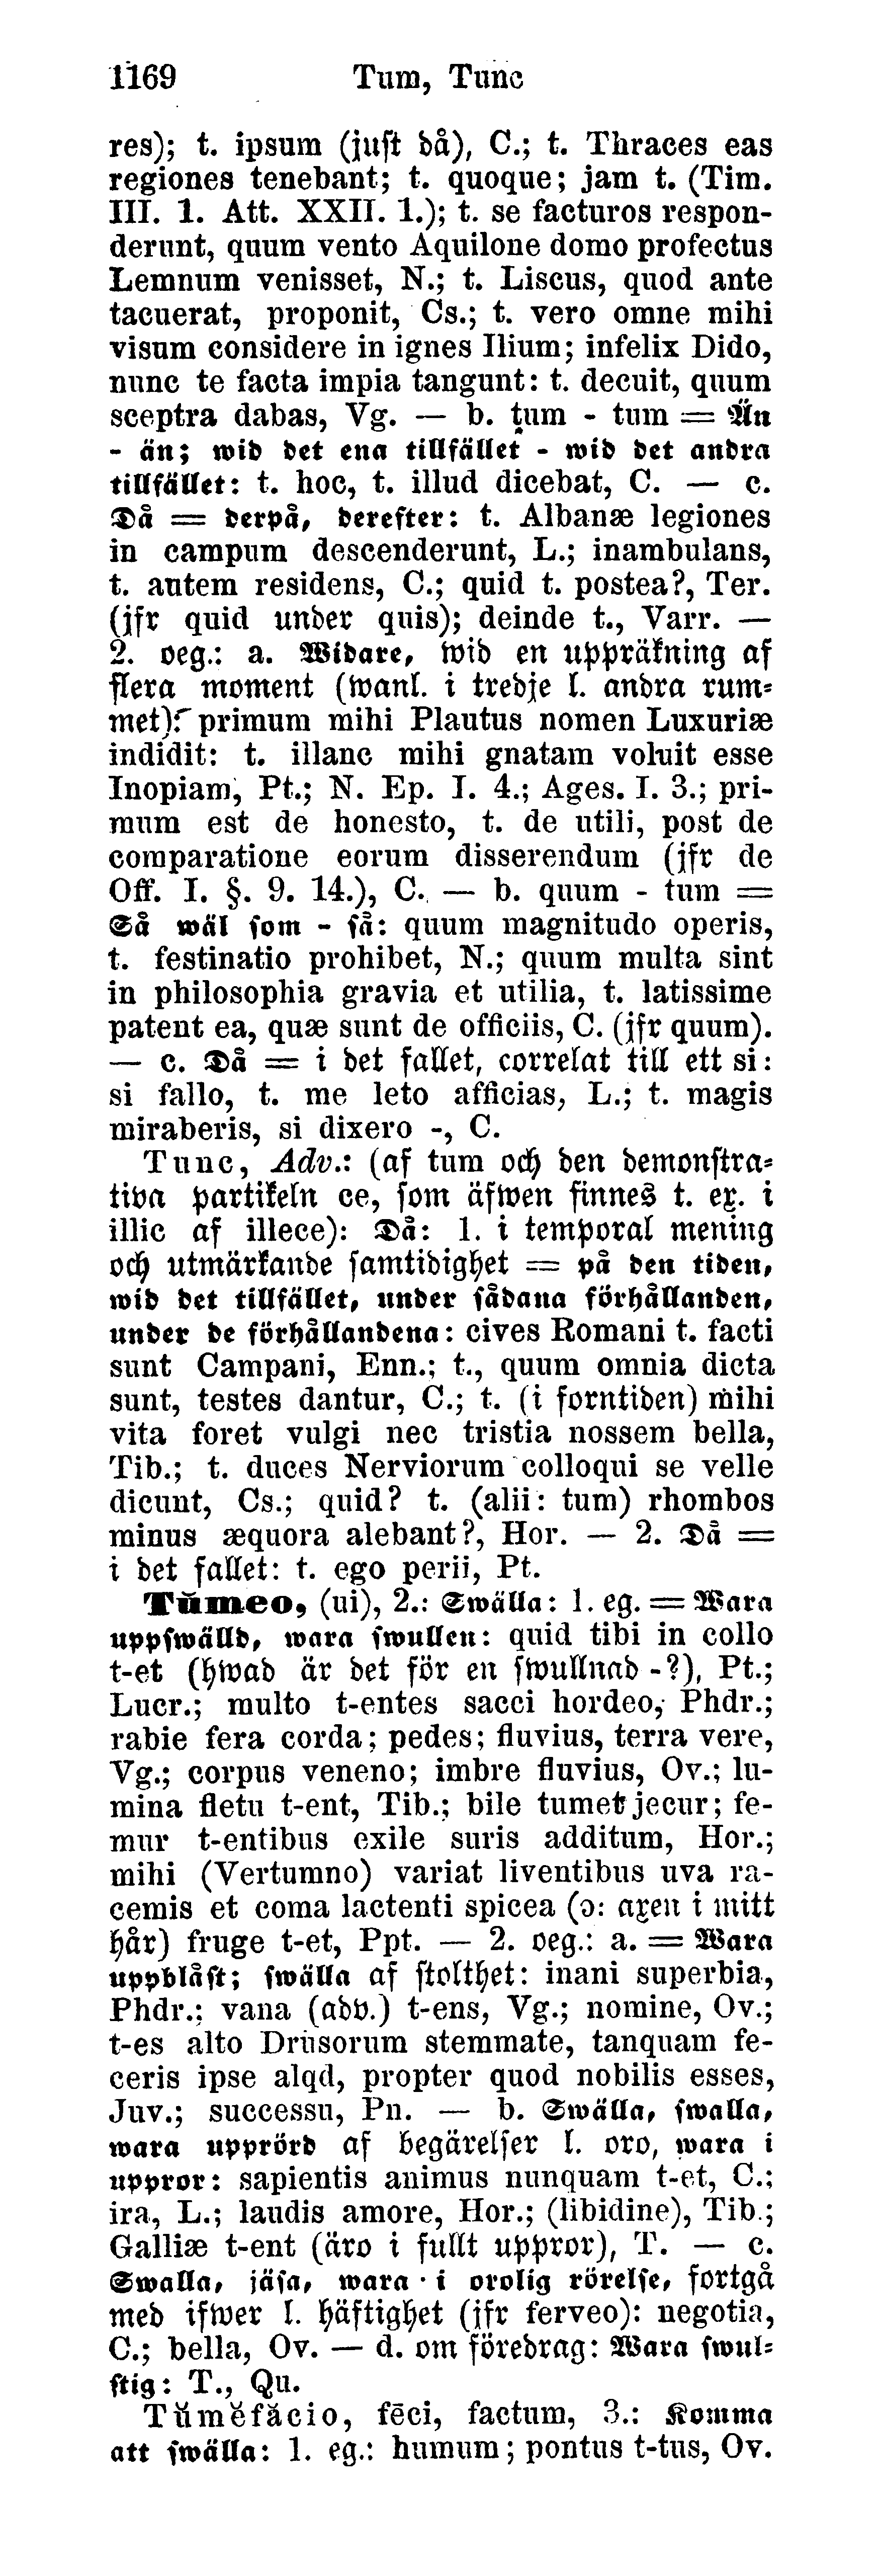 1169 Tum, Tunc
res); t. ipsum (just då), C.; t. Thraces eas
regiones tenebant; t. quoque; jam t. (Tim.
III. 1. Att. XXII. 1.); t. se facturos respon-
derunt, quum vento Aquilone domo profectus
Lemnum venisset, N.; t. Liscus, quod ante
tacuerat, proponit, Cs.; t. vero omne mihi
visum considere in ignes Ilium; infelix Dido,
nunc te facta impia tangunt: t. decuit, quum
sceptra dabas, Vg. — b. tum - tum = Än
- än; wid det ena tillfället - wid det andra
tillfället: t. hoc, t. illud dicebat, C. — c.
Då = derpå, derefter: t. Albanæ legiones
in campum descenderunt, L.; inambulans,
t. autem residens, C.; quid t. postea?, Ter.
(jfr quid under quis); deinde t., Varr. —
2. oeg.: a. Widare, wid en uppräkning af
flera moment (wanl. i tredje l. andra rum-
met): primum mihi Plautus nomen Luxuriæ
indidit: t. illanc mihi gnatam voluit esse
Inopiam, Pt.; N. Ep. I. 4.; Ages. I. 3.; pri-
mum est de honesto, t. de utili, post de
comparatione eorum disserendum (jfr de
Off. I. §. 9. 14.), C. — b. quum - tum =
Så wäl som - så: quum magnitudo operis,
t. festinatio prohibet, N.; quum multa sint
in philosophia gravia et utilia, t. latissime
patent ea, quæ sunt de officiis, C. (jfr quum).
— c. Då = i det fallet, correlat till ett si:
si fallo, t. me leto afficias, L.; t. magis
miraberis, si dixero -, C.
Tunc, Adv.: (af tum och den demonstra-
tiva partikeln ce, som äfwen finnes t. ex. i
illic af illece): Då: 1. i temporal mening
och utmärkande samtidighet = på den tiden,
wid det tillfället, under sådana förhållanden,
under de förhållandena: cives Romani t. facti
sunt Campani, Enn.; t., quum omnia dicta
sunt, testes dantur, C.; t. (i forntiden) mihi
vita foret vulgi nec tristia nossem bella,
Tib.; t. duces Nerviorum colloqui se velle
dicunt, Cs.; quid? t. (alii: tum) rhombos
minus æquora alebant?, Hor. — 2. Då =
i det fallet: t. ego perii, Pt.
Tŭmeo, (ui), 2.: Swälla: 1. eg. = Wara
uppswälld, wara swullen: quid tibi in collo
t-et (hwad är det för en swullnad -?), Pt.;
Lucr.; multo t-entes sacci hordeo, Phdr.;
rabie fera corda; pedes; fluvius, terra vere,
Vg.; corpus veneno; imbre fluvius, Ov.; lu-
mina fletu t-ent, Tib.; bile tumet jecur; fe-
mur t-entibus exile suris additum, Hor.;
mihi (Vertumno) variat liventibus uva ra-
cemis et coma lactenti spicea (ɔ: axen i mitt
hår) fruge t-et, Ppt. — 2. oeg.: a. = Wara
uppblåst; swälla af stolthet: inani superbia,
Phdr.; vana (abv.) t-ens, Vg.; nomine, Ov.;
t-es alto Drusorum stemmate, tanquam fe-
ceris ipse alqd, propter quod nobilis esses,
Juv.; successu, Pn. — b. Swälla, swalla,
wara upprörd af begärelser l. oro, wara i
uppror: sapientis animus nunquam t-et, C.;
ira, L.; laudis amore, Hor.; (libidine), Tib.;
Galliæ t-ent (äro i fullt uppror), T. — c.
Swalla, jäsa, wara i orolig rörelse, fortgå
med ifwer l. häftighet (jfr ferveo): negotia,
C.; bella, Ov. — d. om föredrag: Wara swul-
stig: T., Qu.
Tŭmĕfăcio, fēci, factum, 3.: Komma
att swälla: 1. eg.: humum; pontus t-tus, Ov.